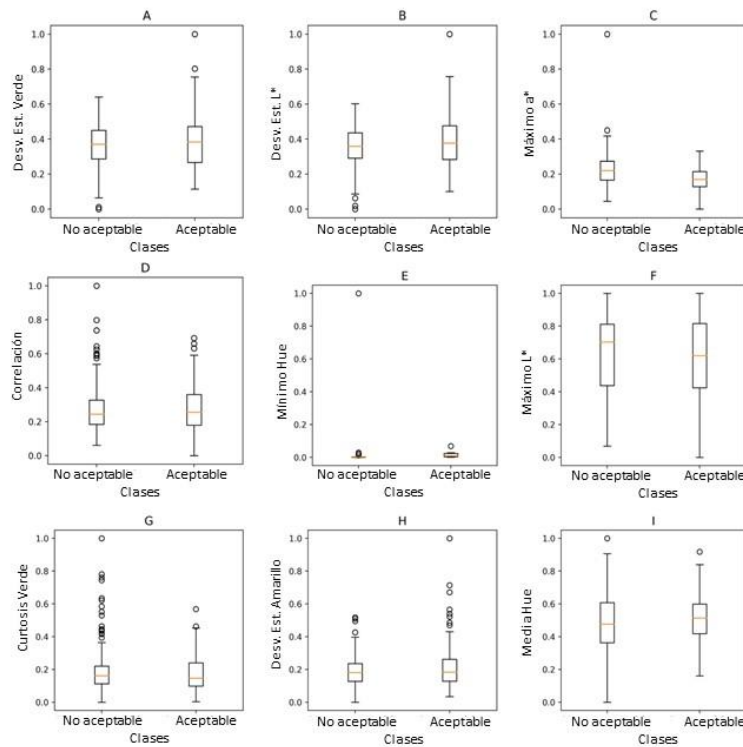 A
Desv. Est. Verde
1.0
0.8
0.6
0.4
0.2
0.0
No aceptable Aceptable
Clases
B
Desv. Est. L*
1.0
0.8
0.6
0.4
0.2
0.0
No aceptable Aceptable
Clases
C
Máximo a*
1.0
0.8
0.6
0.4
0.2
0.0
No aceptable Aceptable
Clases
D
Correlación
1.0
0.8
0.6
0.4
0.2
0.0
No aceptable Aceptable
Clases
E
Mínimo Hue
1.0
0.8
0.6
0.4
0.2
0.0
No aceptable Aceptable
Clases
F
Máximo L*
1.0
0.8
0.6
0.4
0.2
0.0
No aceptable Aceptable
Clases
G
Curtosis Verde
1.0
0.8
0.6
0.4
0.2
0.0
No aceptable Aceptable
Clases
H
Desv. Est. Amarillo
1.0
0.8
0.6
0.4
0.2
0.0
No aceptable Aceptable
Clases
I
Media Hue
1.0
0.8
0.6
0.4
0.2
0.0
No aceptable Aceptable
Clases